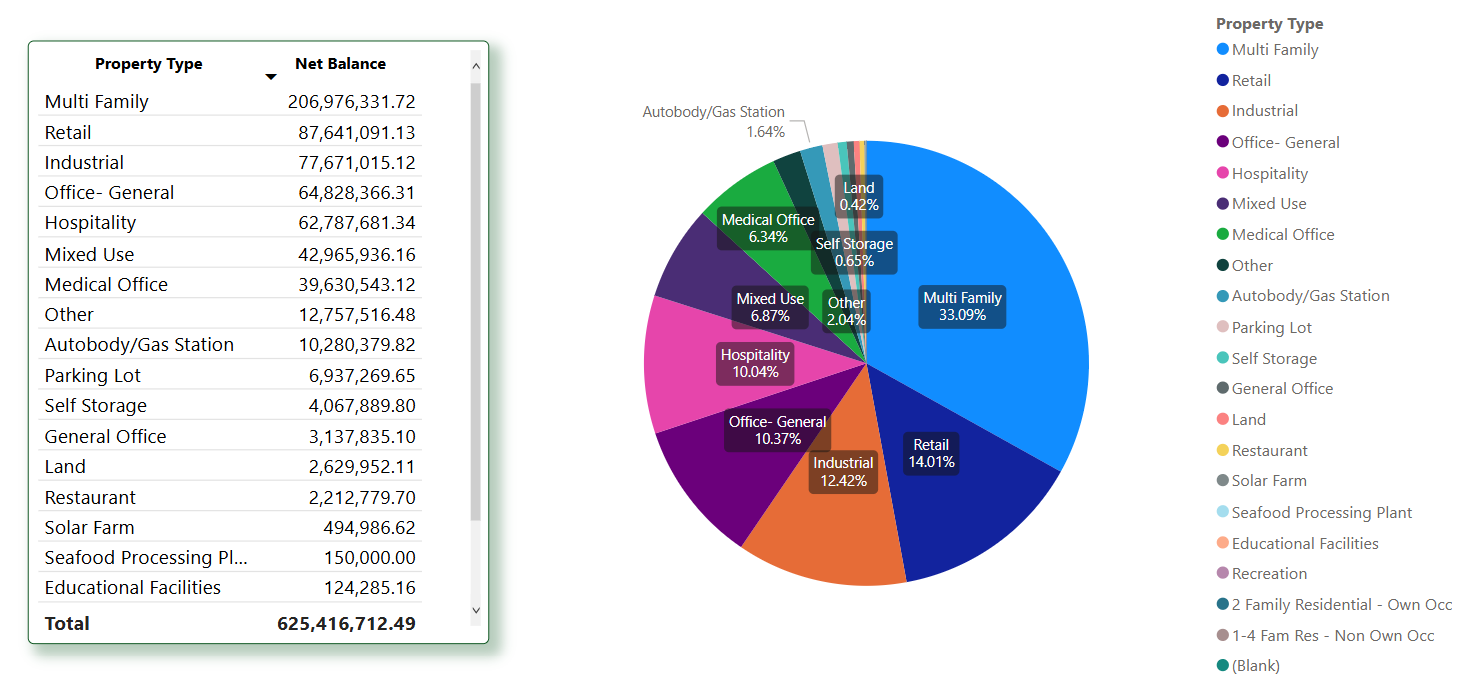 Property Type Net Balance
Multi Family 206,976,331.72
Retail 87,641,091.13
Industrial 77,671,015.12
Office- General 64,828,366.31
Hospitality 62,787,681.34
Mixed Use 42,965,936.16
Medical Office 39,630,543.12
Other 12,757,516.48
Autobody/Gas Station 10,280,379.82
Parking Lot 6,937,269.65
Self Storage 4,067,889.80
General Office 3,137,835.10
Land 2,629,952.11
Restaurant 2,212,779.70
Solar Farm 494,986.62
Seafood Processing Pl... 150,000.00
Educational Facilities 124,285.16
Total 625,416,712.49
Autobody/Gas Station
1.64%
Land
0.42%
Medical Office
6.34%
Self Storage
0.65%
Multi Family
33.09%
Mixed Use
6.87%
Other
2.04%
Hospitality
10.04%
Office- General
10.37%
Retail
14.01%
Industrial
12.42%
Property Type
Multi Family
Retail
Industrial
Office- General
Hospitality
Mixed Use
Medical Office
Other
Autobody/Gas Station
Parking Lot
Self Storage
General Office
Land
Restaurant
Solar Farm
Seafood Processing Plant
Educational Facilities
Recreation
2 Family Residential - Own Occ
1-4 Fam Res - Non Own Occ
(Blank)